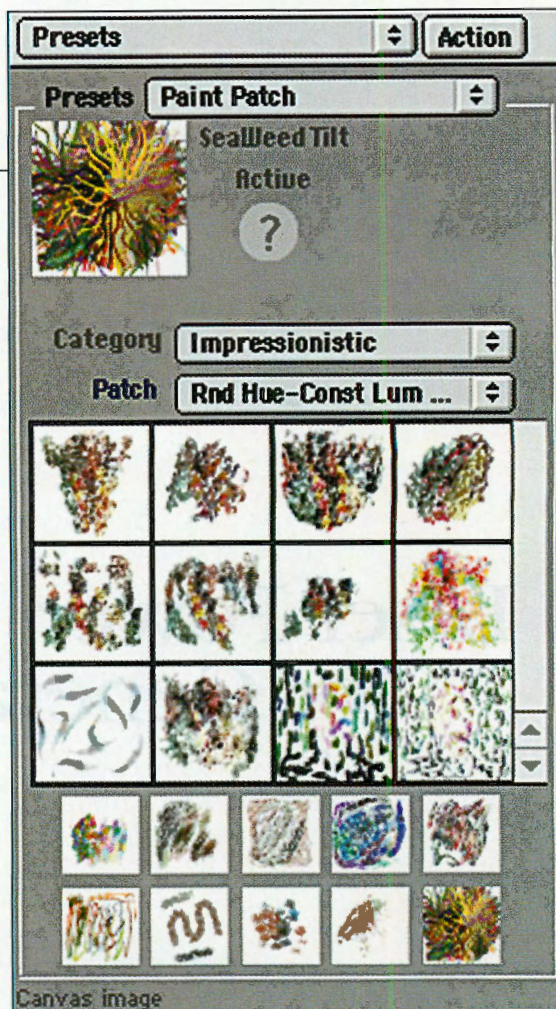 Presets Action
Presets Paint Patch
SeaWeed Tilt
Active
?
Category Impressionistic
Patch Rnd Hue-Const Lum ...
Canvas image